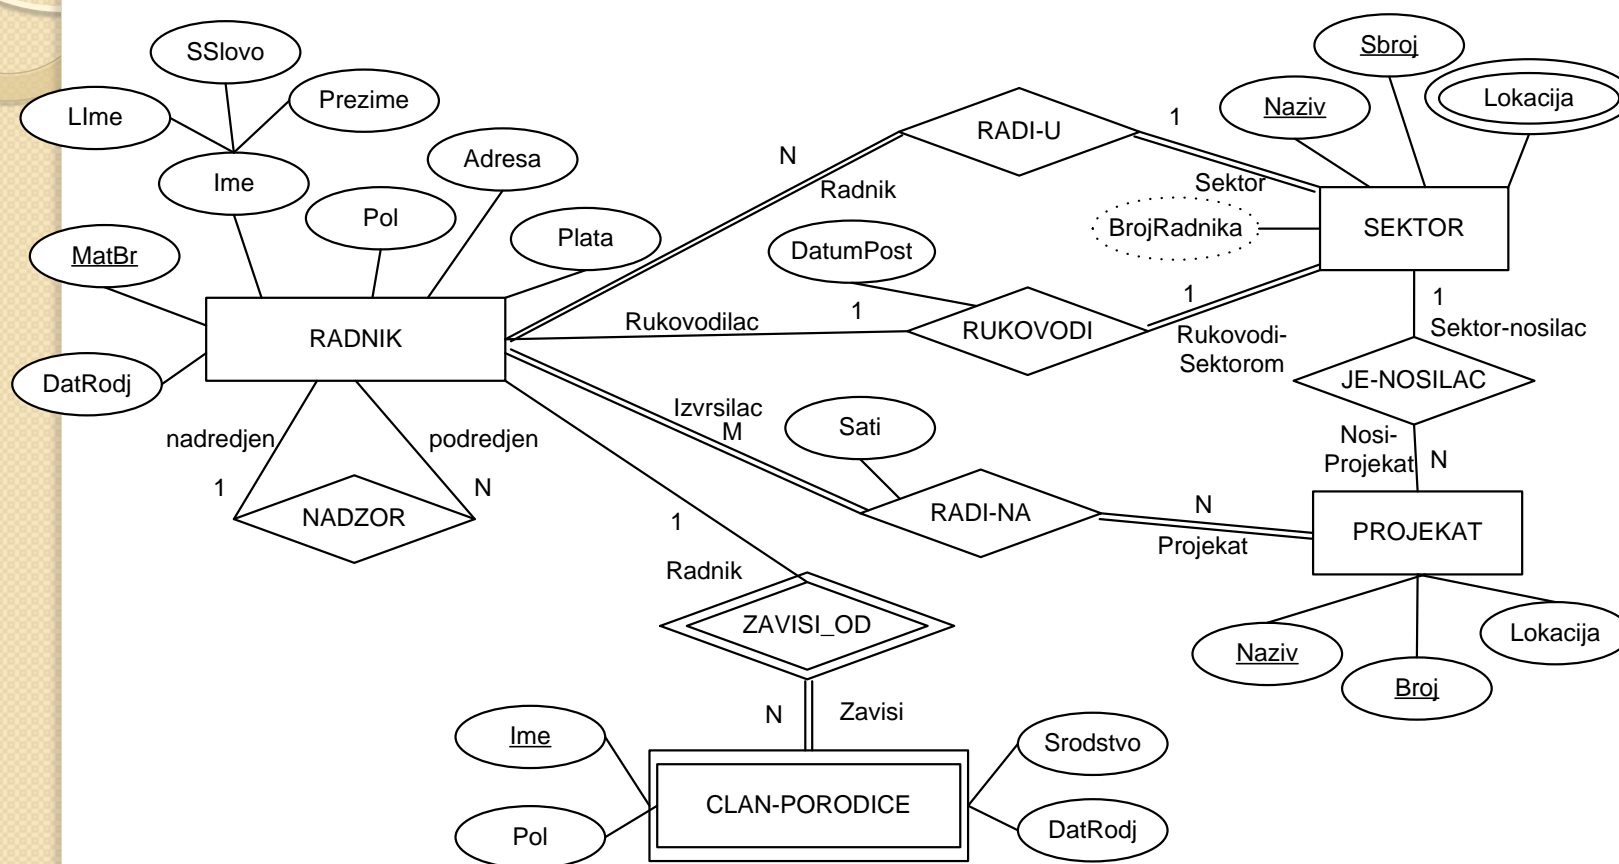 SSlovo
Sbroj
LIme
Prezime
Naziv
Lokacija
RADI-U
1
N
Adresa
Ime
Radnik
Sektor
Pol
BrojRadnika
SEKTOR
MatBr
Plata
DatumPost
1
1
1
Rukovodilac
RUKOVODI
Rukovodi-
Sektorom
Sektor-nosilac
RADNIK
DatRodj
JE-NOSILAC
Izvrsilac
M
Sati
nadredjen
podredjen
Nosi-
Projekat
N
1
N
NADZOR
RADI-NA
N
Projekat
PROJEKAT
1
Radnik
ZAVISI_OD
Naziv
Broj
Lokacija
N
Zavisi
Ime
Srodstvo
CLAN-PORODICE
Pol
DatRodj